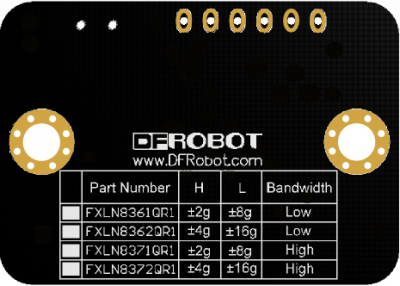 DFROBOT
www.DFRobot.com
Part Number H L Bandwidth
FXLN8361QR1 ±2g ±8g Low
FXLN8362QR1 ±4g ±16g Low
FXLN8371QR1 ±2g ±8g High
FXLN8372QR1 ±4g ±16g High